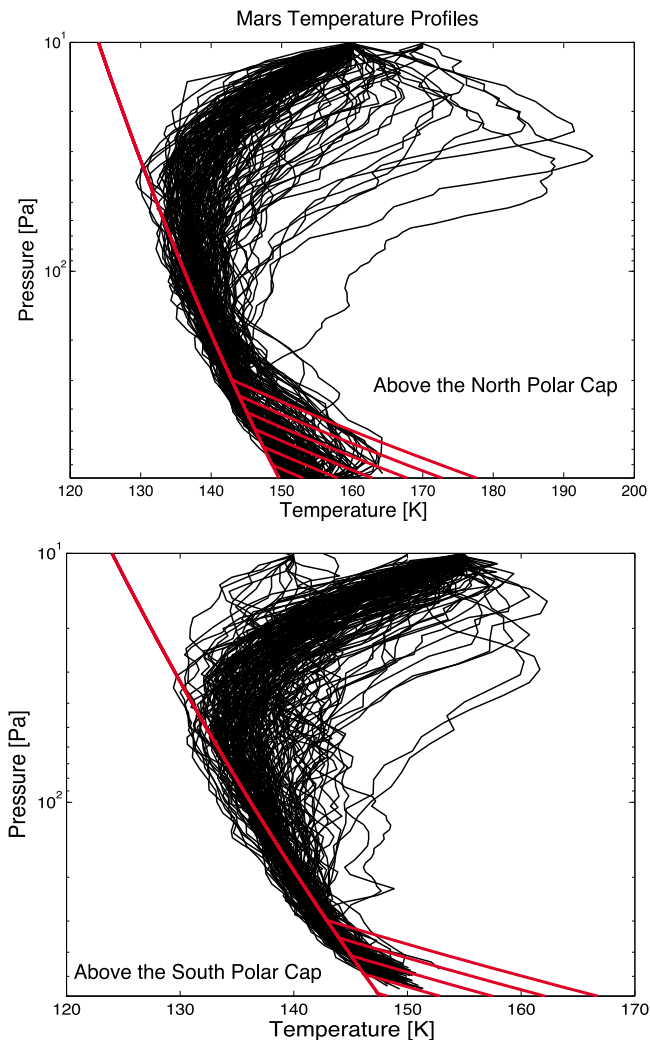 Mars Temperature Profiles
10¹
10²
Pressure [Pa]
Above the North Polar Cap
120 130 140 150 160 170 180 190 200
Temperature [K]
10¹
10²
Pressure [Pa]
Above the South Polar Cap
120 130 140 150 160 170
Temperature [K]